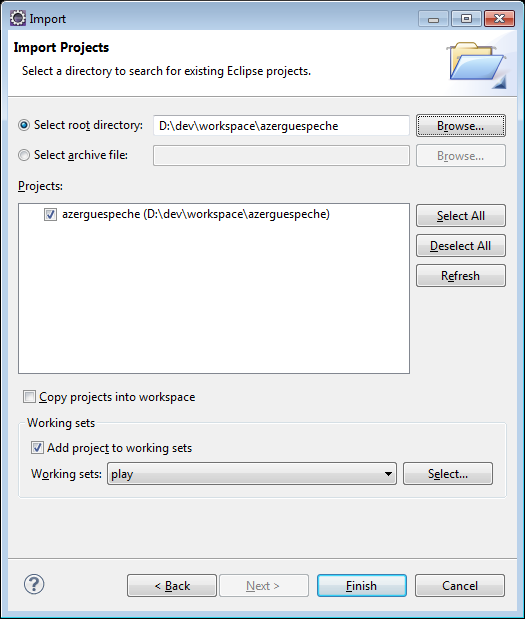 Import
Import Projects
Select a directory to search for existing Eclipse projects.
Select root directory: D:\dev\workspace\azerguespeche Browse...
Select archive file: Browse...
Projects:
azerguespeche (D:\dev\workspace\azerguespeche)
Select All
Deselect All
Refresh
Copy projects into workspace
Working sets
Add project to working sets
Working sets: play Select...
? < Back Next > Finish Cancel